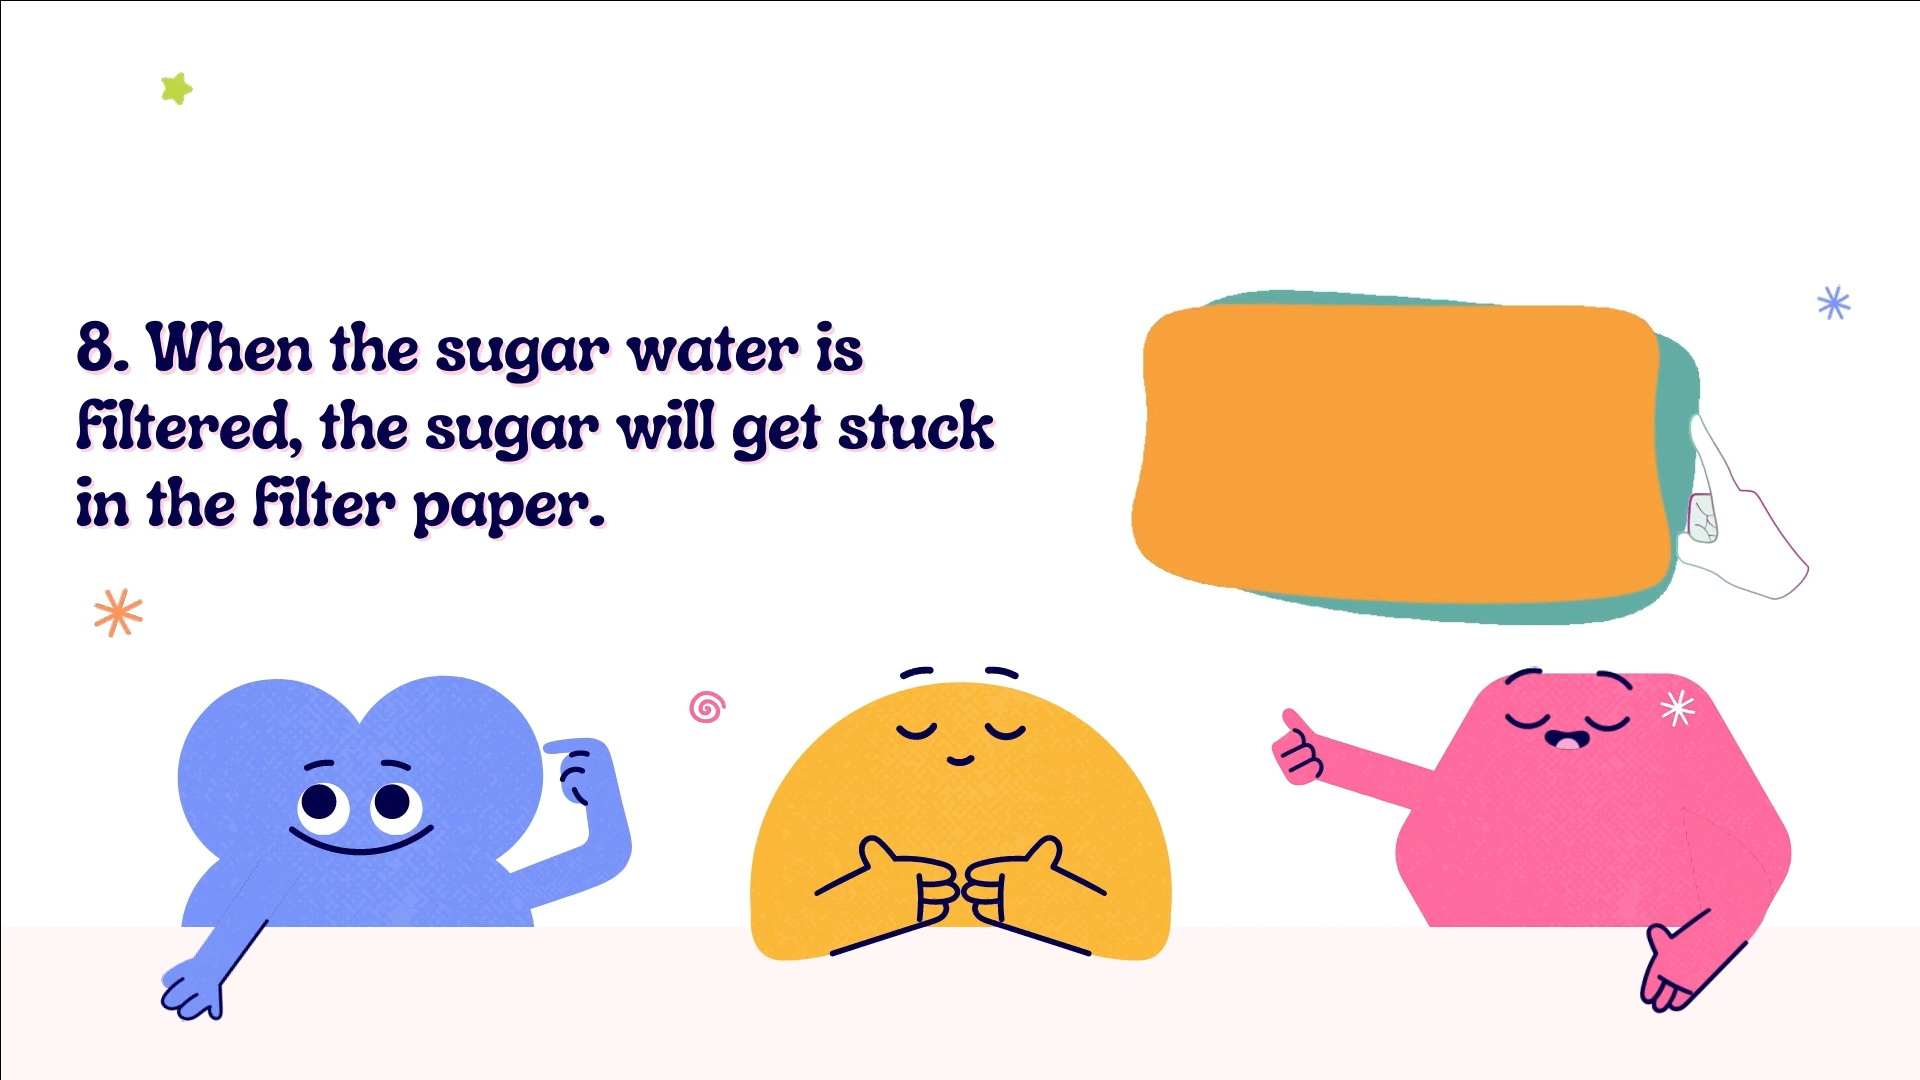 8. When the sugar water is
filtered, the sugar will get stuck
in the filter paper.